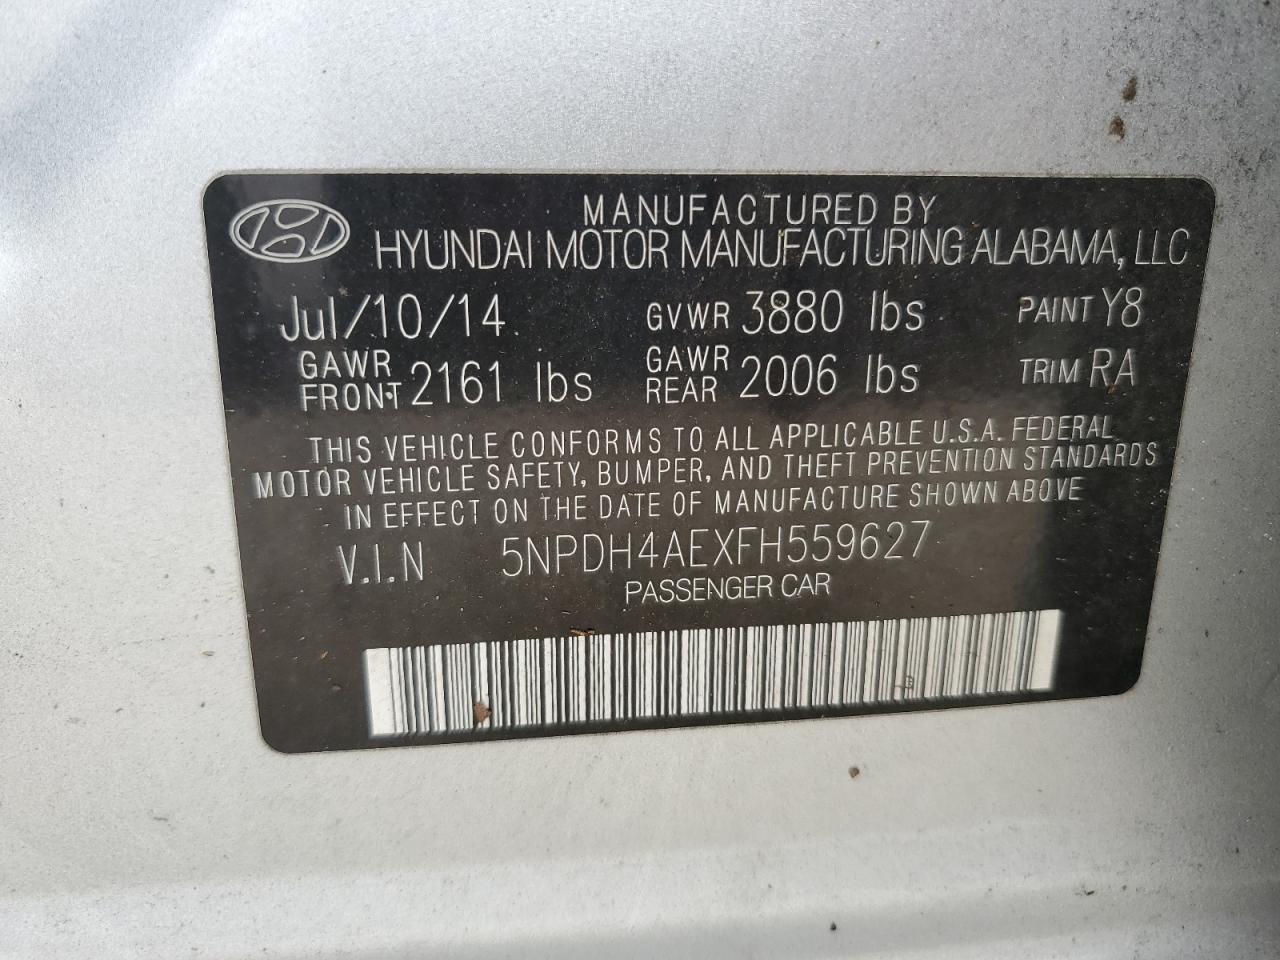 MANUFACTURED BY
HYUNDAI MOTOR MANUFACTURING ALABAMA, LLC
Jul/10/14 GVWR 3880 lbs PAINT Y8
GAWR FRONT 2161 lbs GAWR REAR 2006 lbs TRIM RA
THIS VEHICLE CONFORMS TO ALL APPLICABLE U.S.A. FEDERAL
MOTOR VEHICLE SAFETY, BUMPER, AND THEFT PREVENTION STANDARDS
IN EFFECT ON THE DATE OF MANUFACTURE SHOWN ABOVE
V.I.N 5NPDH4AEXFH559627
PASSENGER CAR